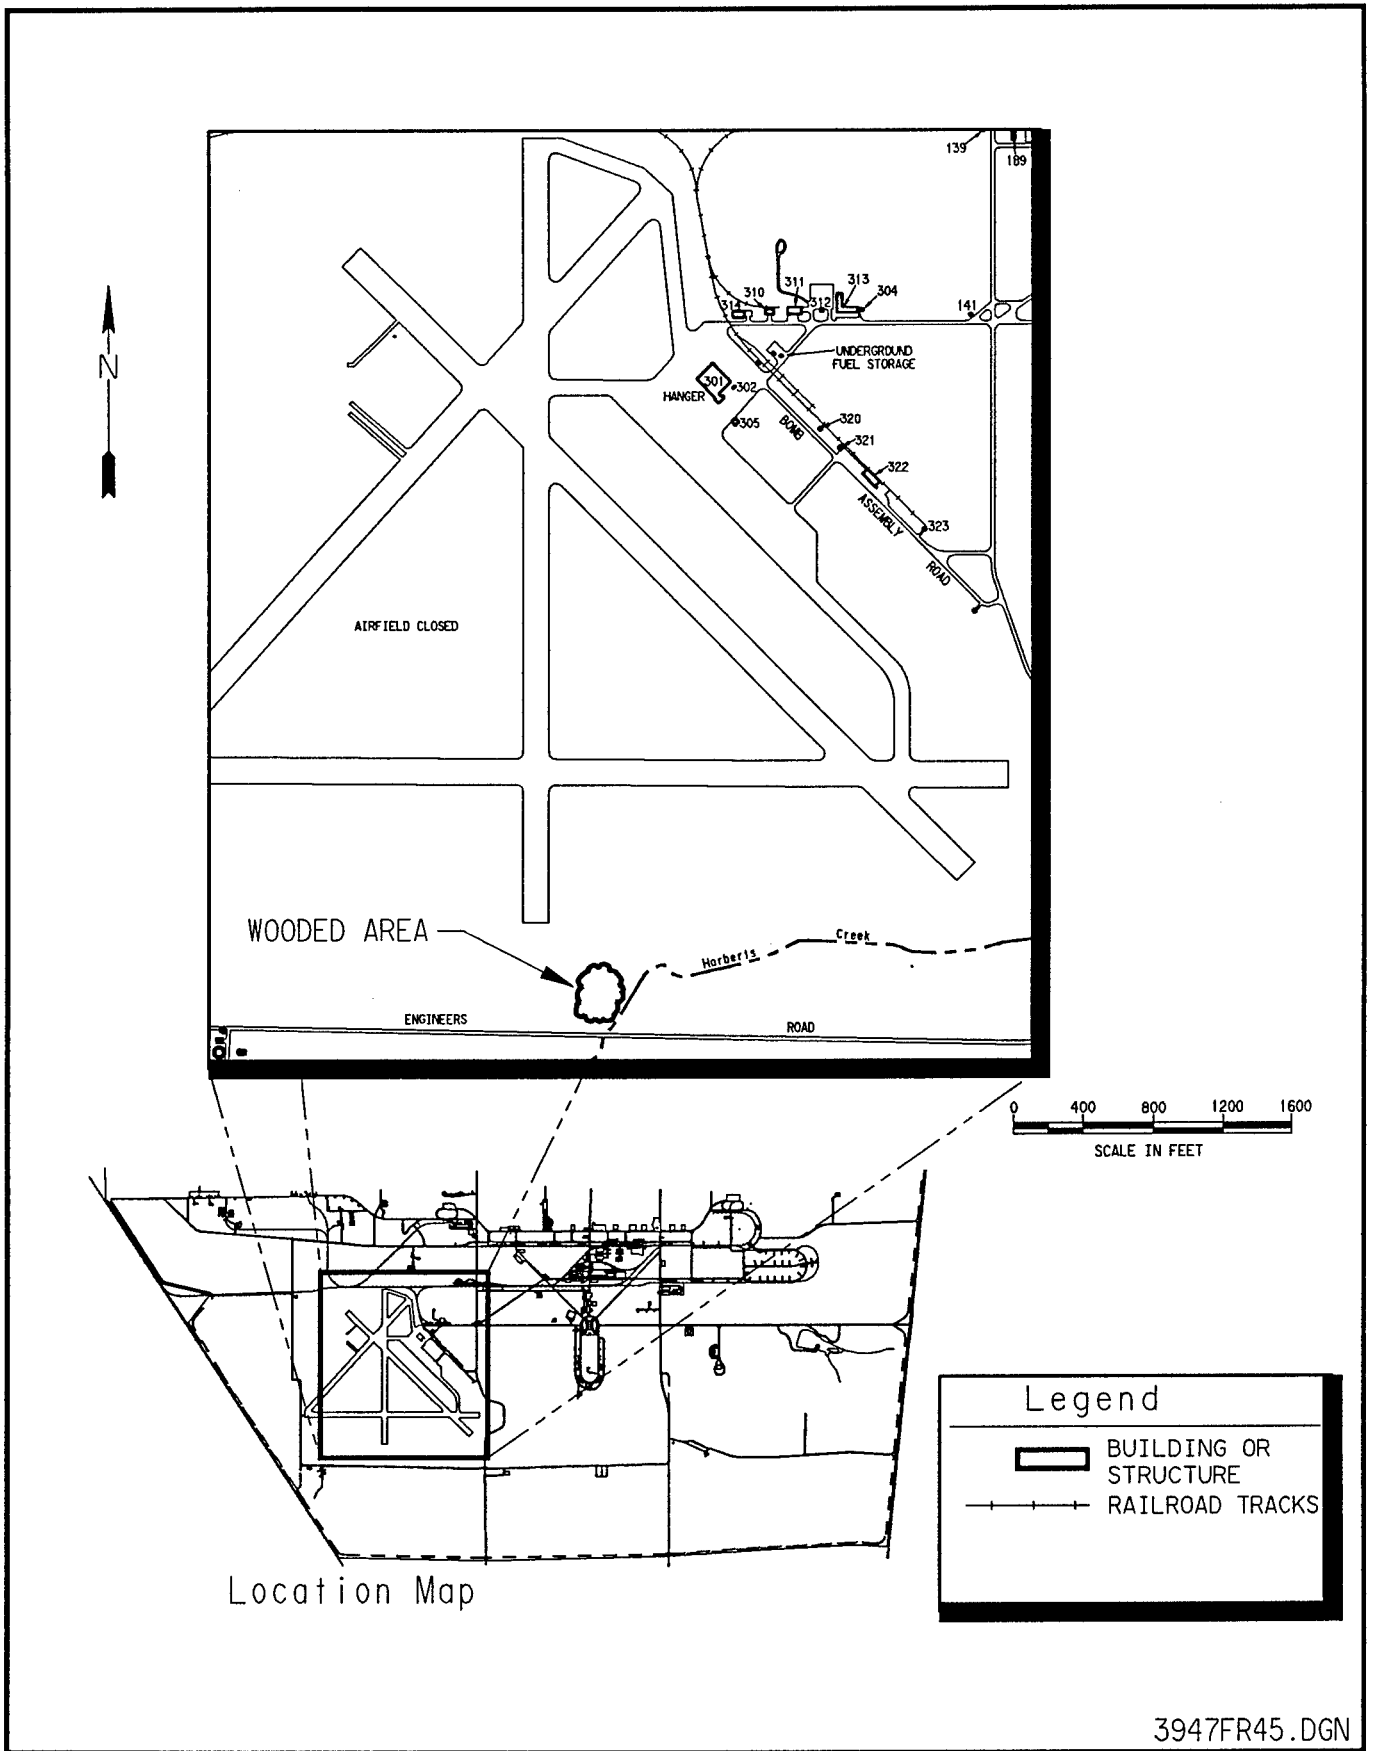 139
189
N
313
311
310
304
314
312
141
UNDERGROUND
FUEL STORAGE
301
302
HANGER
305
320
BOMB
321
322
ASSEMBLY
323
ROAD
AIRFIELD CLOSED
WOODED AREA
Creek
Harberts
ENGINEERS
ROAD
0 400 800 1200 1600
SCALE IN FEET
Legend
BUILDING OR
STRUCTURE
RAILROAD TRACKS
Location Map
3947FR45.DGN